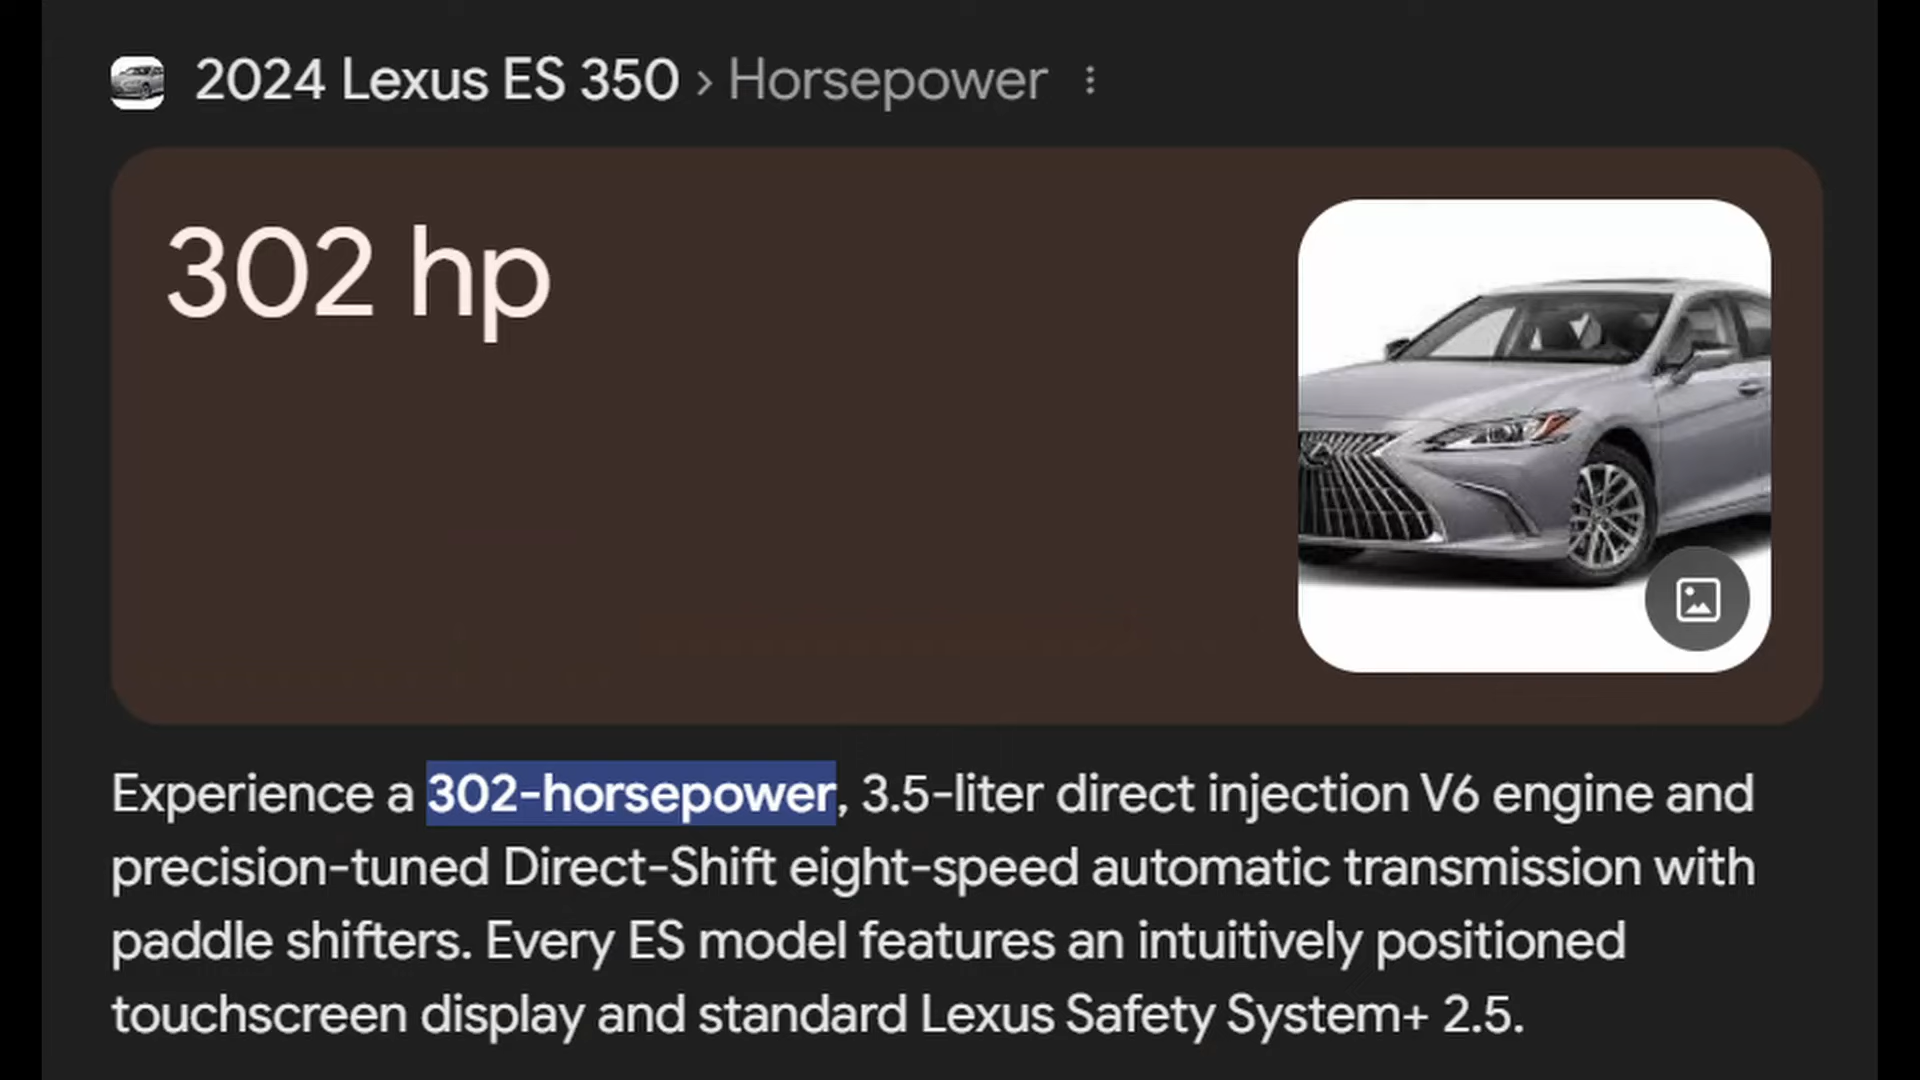 2024 Lexus ES 350 › Horsepower
302 hp
Experience a 302-horsepower, 3.5-liter direct injection V6 engine and
precision-tuned Direct-Shift eight-speed automatic transmission with
paddle shifters. Every ES model features an intuitively positioned
touchscreen display and standard Lexus Safety System+ 2.5.